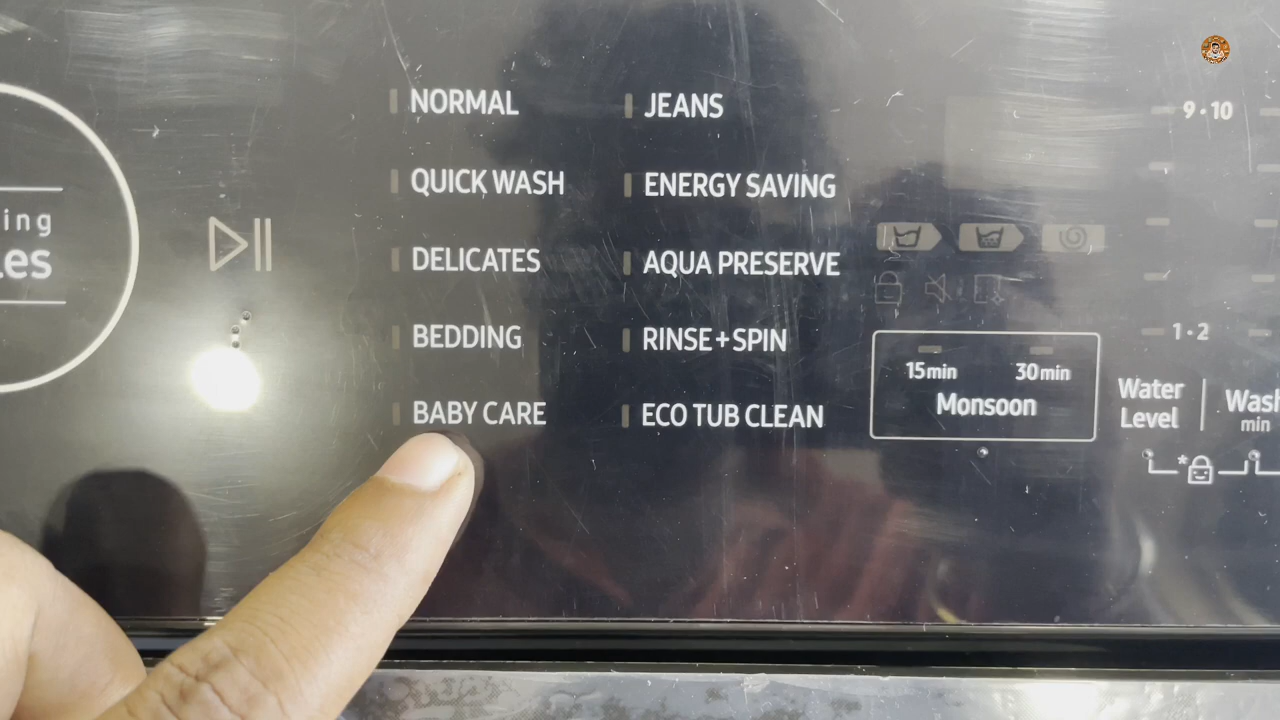 ing
es
NORMAL
QUICK WASH
DELICATES
BEDDING
BABY CARE
JEANS
ENERGY SAVING
AQUA PRESERVE
RINSE+SPIN
ECO TUB CLEAN
15min 30min
Monsoon
9•10
1•2
Water
Level
Wash
min
*